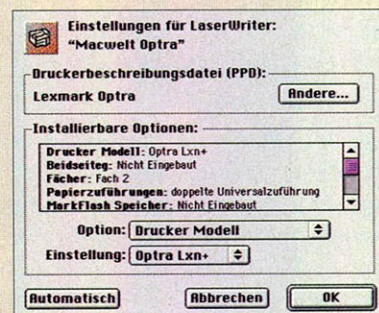 Einstellungen für LaserWriter:
“Macwelt Optra”
Druckerbeschreibungsdatei (PPD):
Lexmark Optra
Andere...
Installierbare Optionen:
Drucker Modell: Optra Lxn+
Beidseiteg: Nicht Eingebaut
Fächer: Fach 2
Papierzuführungen: doppelte Universalzuführung
MarkFlash Speicher: Nicht Eingebaut
Option: Drucker Modell
Einstellung: Optra Lxn+
Automatisch Abbrechen OK